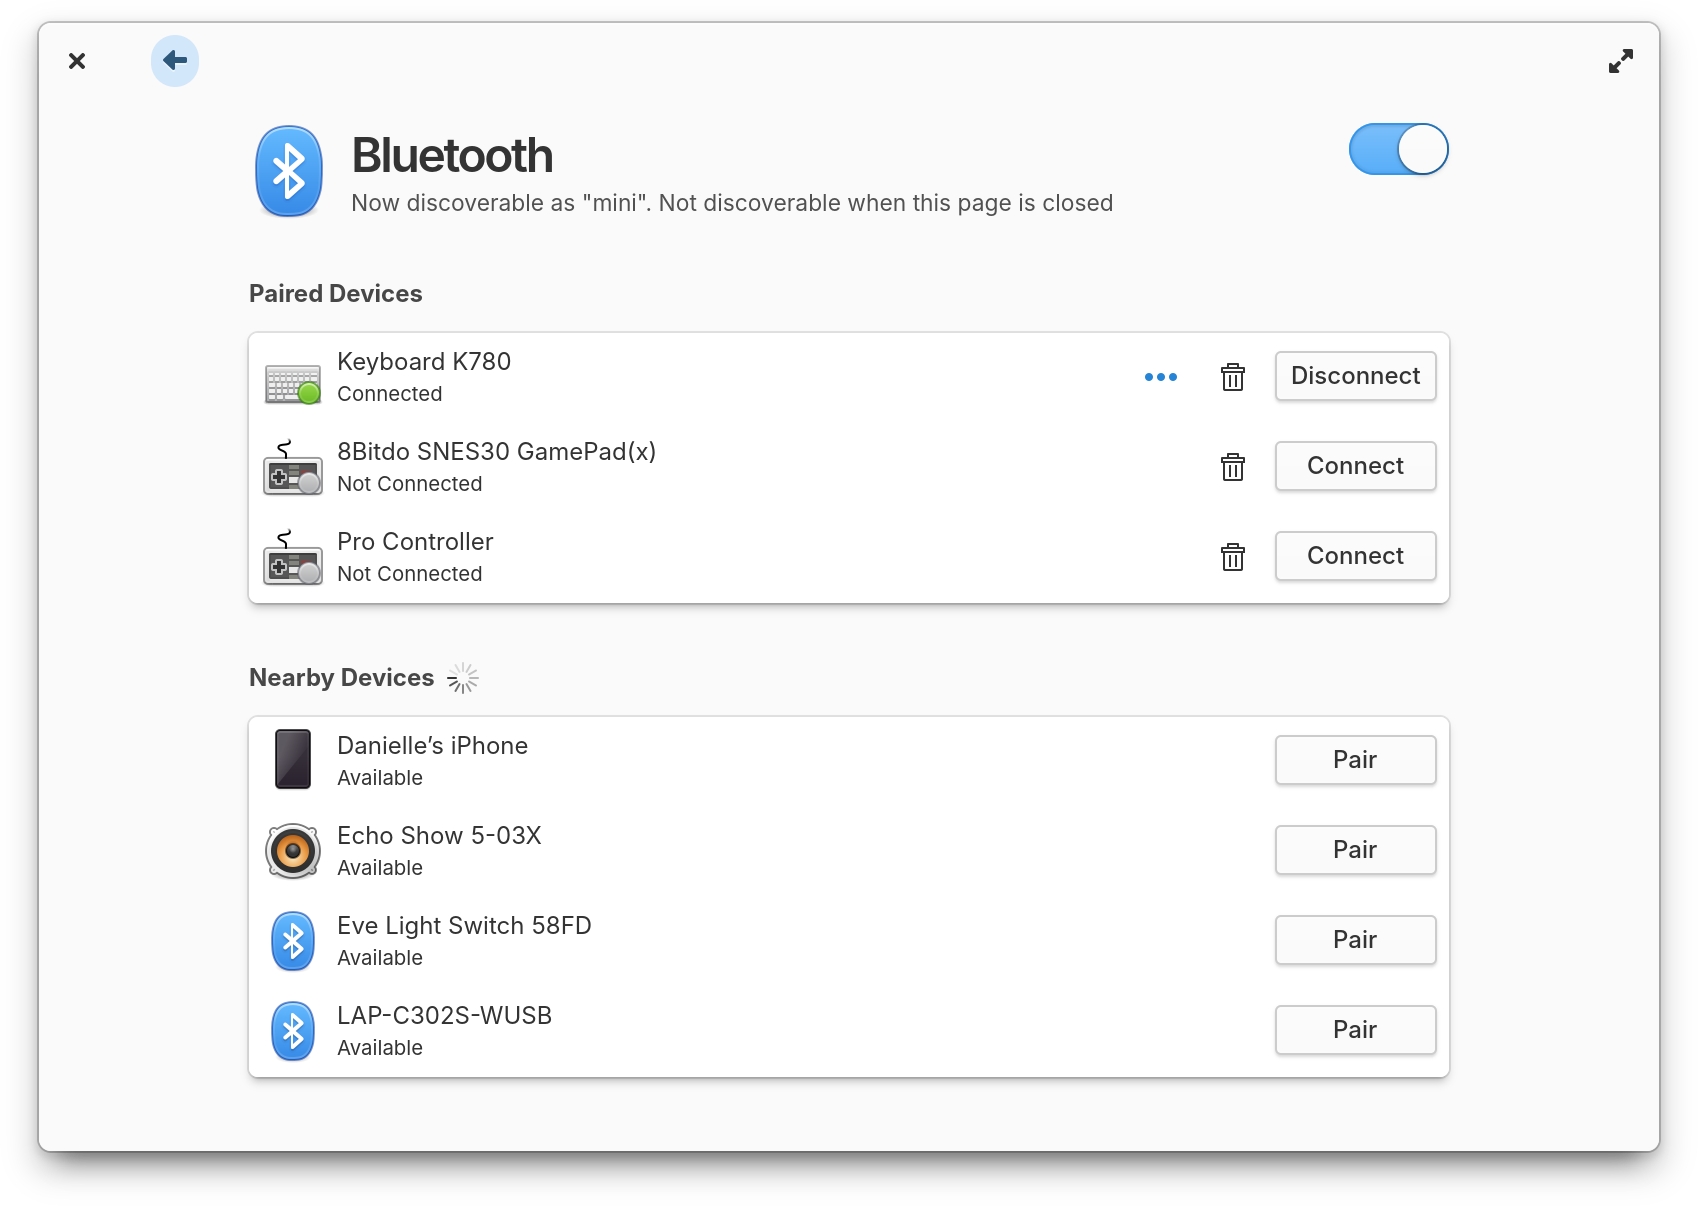 Bluetooth
Now discoverable as "mini". Not discoverable when this page is closed
Paired Devices
Keyboard K780
Connected
Disconnect
8Bitdo SNES30 GamePad(x)
Not Connected
Connect
Pro Controller
Not Connected
Connect
Nearby Devices
Danielle’s iPhone
Available
Pair
Echo Show 5-03X
Available
Pair
Eve Light Switch 58FD
Available
Pair
LAP-C302S-WUSB
Available
Pair